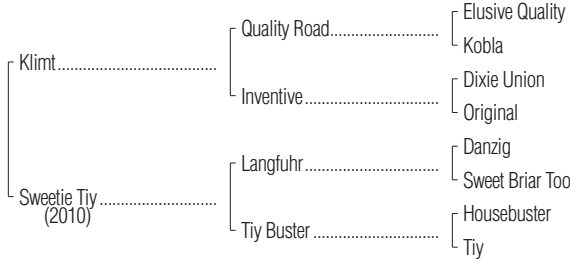 Elusive Quality
Quality Road
Kobla
Klimt
Dixie Union
Inventive
Original
Danzig
Langfuhr
Sweet Briar Too
Sweetie Tiy
(2010)
Housebuster
Tiy Buster
Tiy